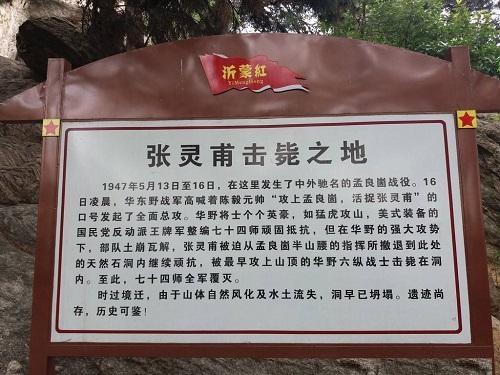 沂蒙红
YiMengHong
张灵甫击毙之地
1947年5月13日至16日，在这里发生了中外驰名的孟良崮战役。16
日凌晨，华东野战军高喊着陈毅元帅“攻上孟良崮，活捉张灵甫”的
口号发起了全面总攻。华野将士个个英豪，如猛虎攻山，美式装备的
国民党反动派王牌军整编七十四师顽固抵抗，但在华野的强大攻势
下，部队土崩瓦解，张灵甫被迫从孟良崮半山腰的指挥所撤退到此处
的天然石洞内继续顽抗，被最早攻上山顶的华野六纵战士击毙在洞
内。至此，七十四师全军覆灭。
时过境迁，由于山体自然风化及水土流失，洞早已坍塌。遗迹尚
存，历史可鉴！